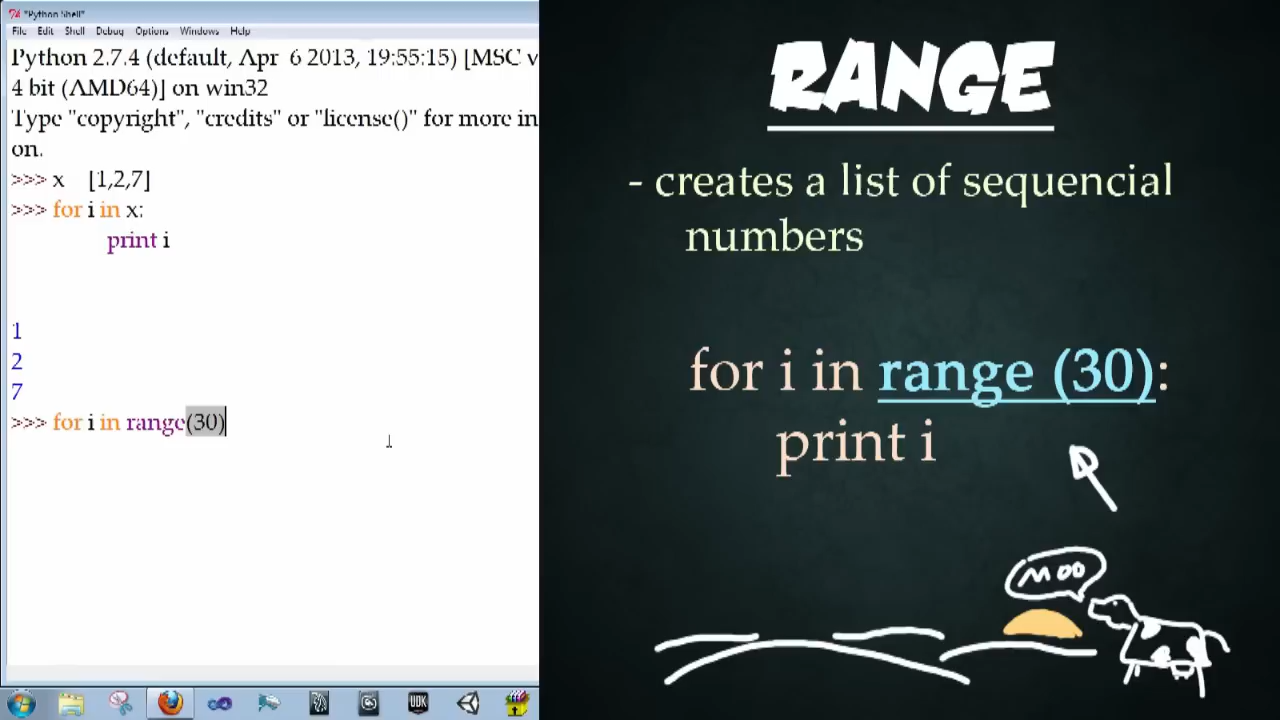 *Python Shell*
File Edit Shell Debug Options Windows Help
Python 2.7.4 (default, Apr 6 2013, 19:55:15) [MSC v
4 bit (AMD64)] on win32
Type "copyright", "credits" or "license()" for more in
on.
>>> x [1,2,7]
>>> for i in x:
print i
1
2
7
>>> for i in range(30)
RANGE
- creates a list of sequencial
numbers
for i in range (30):
print i
MOO
UDK